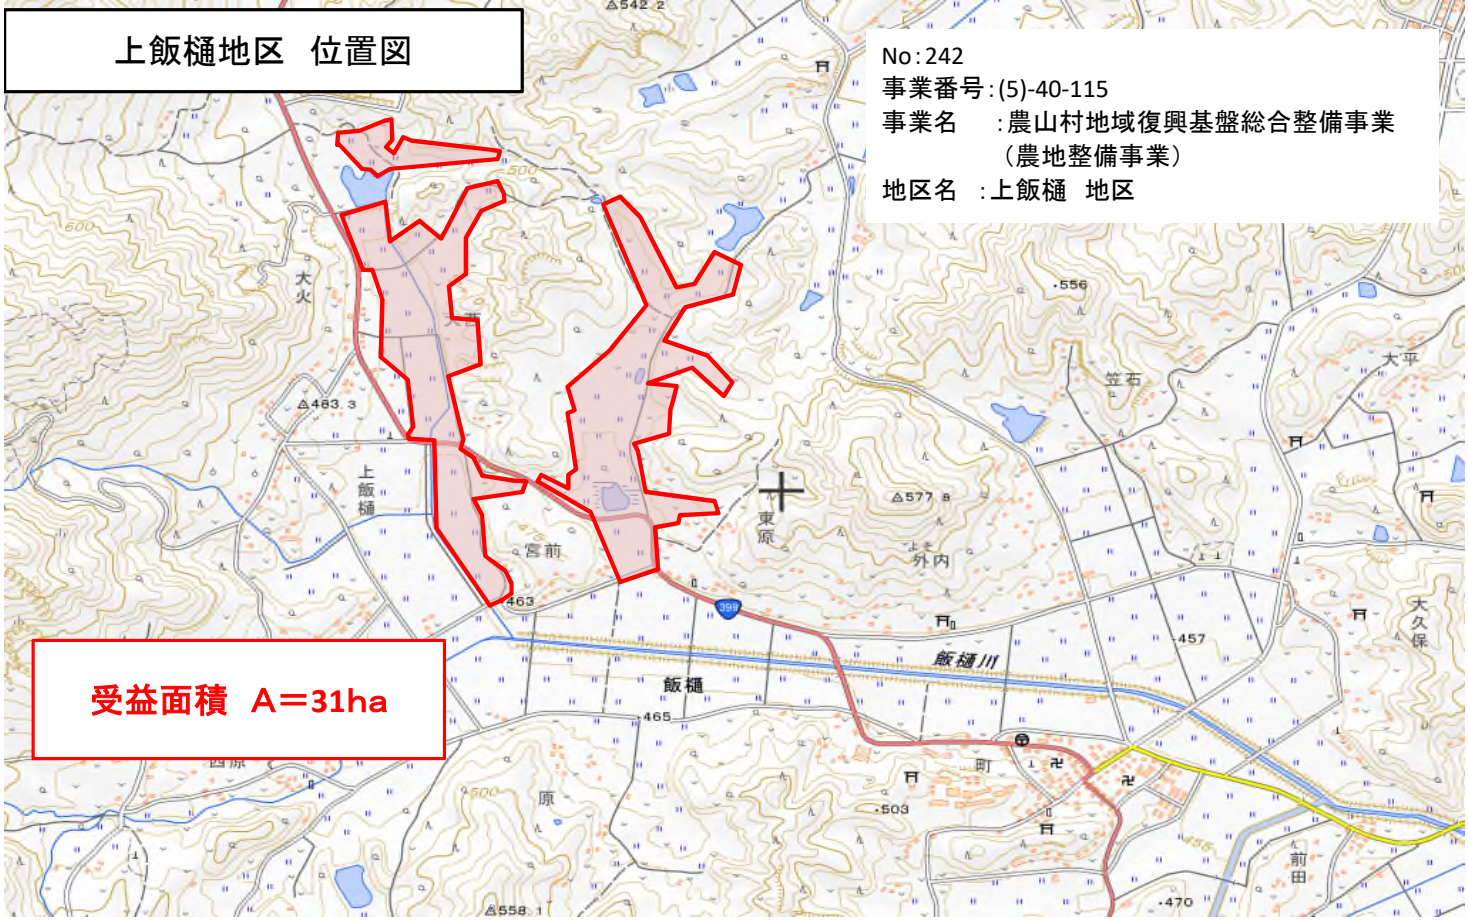 上飯樋地区 位置図
No:242
事業番号:(5)-40-115
事業名 :農山村地域復興基盤総合整備事業
(農地整備事業)
地区名 :上飯樋 地区
542.2
500
600
大火
556
大平
笠石
483.3
上飯樋
577.8
東原
よそ
外内
宮前
463
399
大久保
457
飯樋川
飯樋
受益面積 A=31ha
465
西原
町
500
原
503
455
前田
470
558.1